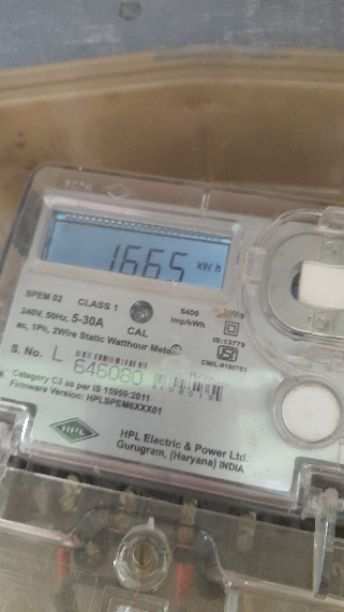 1665 kWh
SPEM 02 CLASS 1 6400 imp/kWh
240V, 50Hz, 5-30A CAL IS:13779
ac, 1Ph, 2Wire Static Watthour Meter
S. No. L 646080
Category C3 as per IS 15959:2011
Firmware Version: HPLSPEM6XXX01
HPL
HPL Electric & Power Ltd.
Gurugram, (Haryana) INDIA